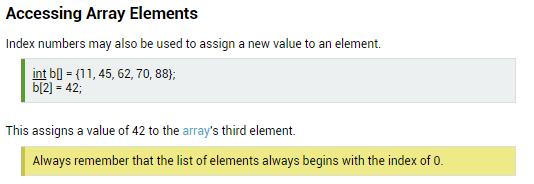 Accessing Array Elements
Index numbers may also be used to assign a new value to an element.
int b[] = {11, 45, 62, 70, 88};
b[2] = 42;
This assigns a value of 42 to the array's third element.
Always remember that the list of elements always begins with the index of 0.